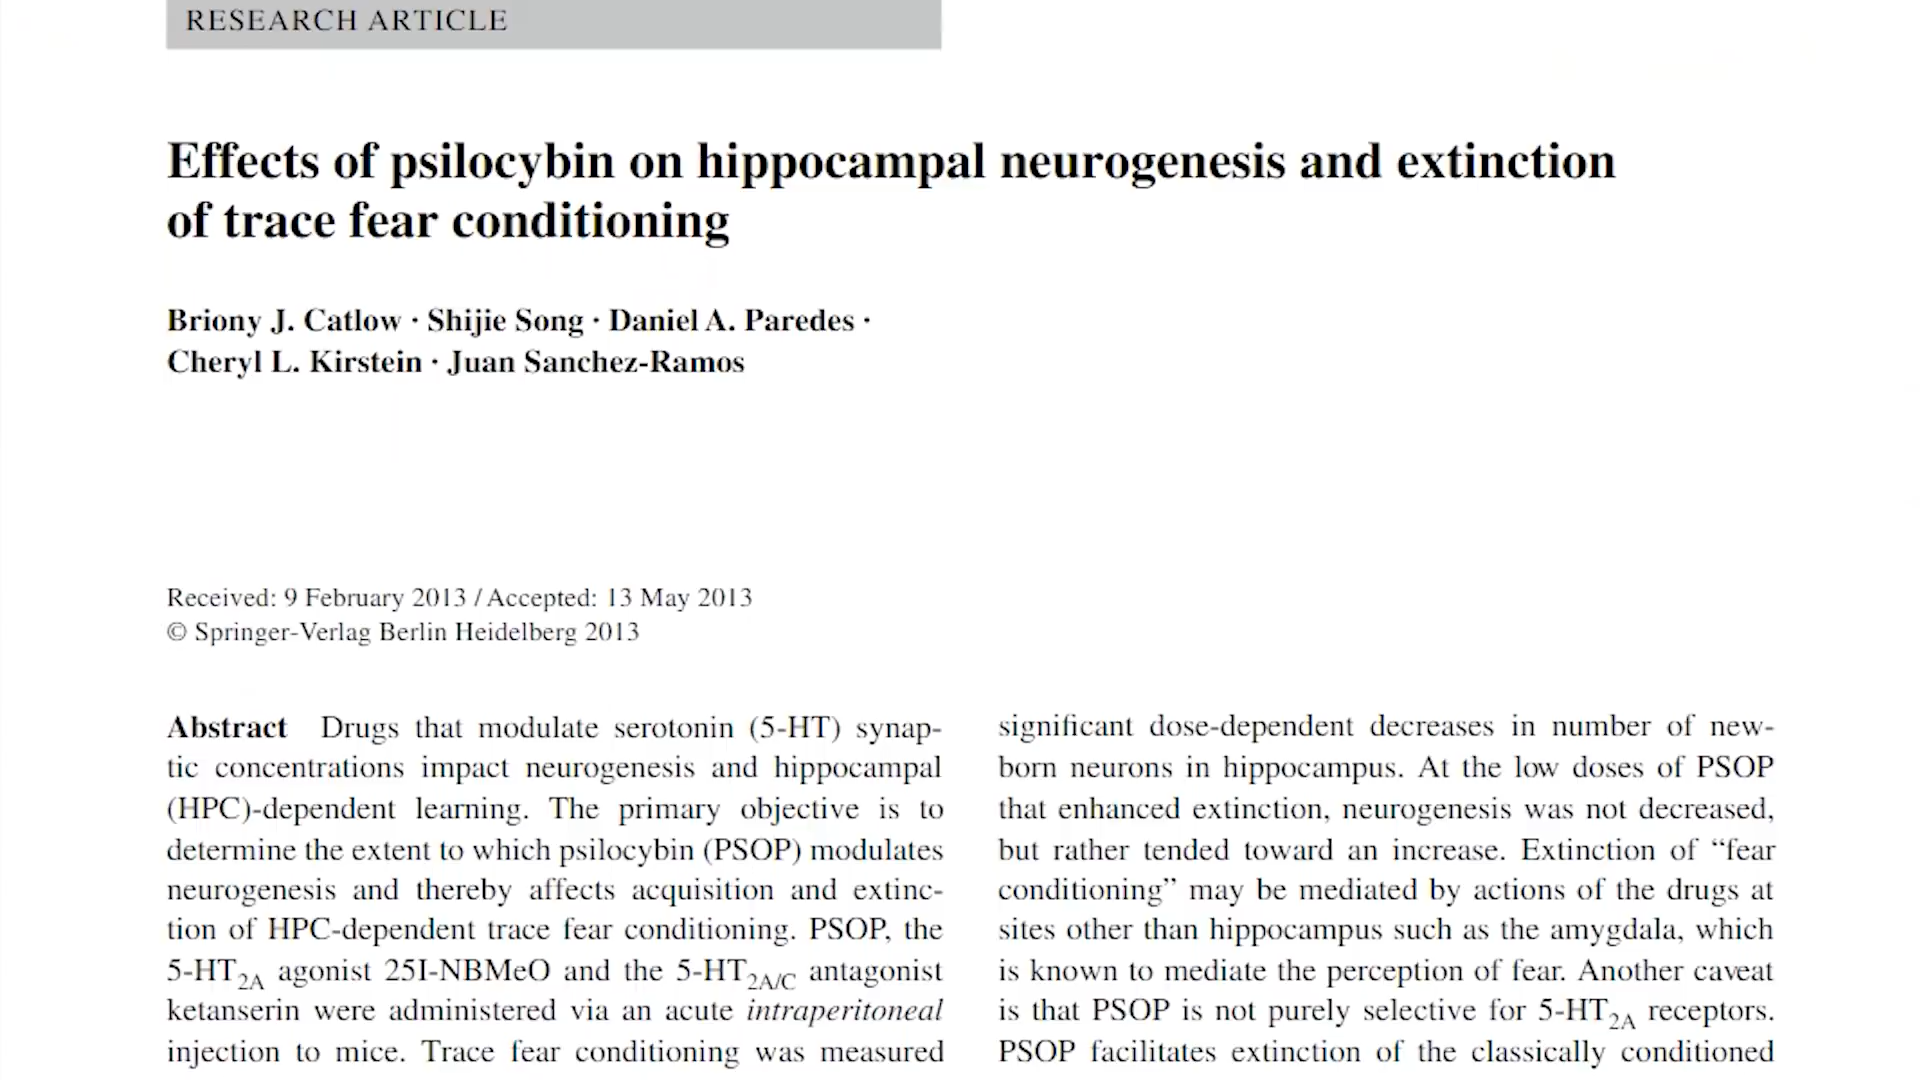 RESEARCH ARTICLE
Effects of psilocybin on hippocampal neurogenesis and extinction
of trace fear conditioning
Briony J. Catlow · Shijie Song · Daniel A. Paredes ·
Cheryl L. Kirstein · Juan Sanchez-Ramos
Received: 9 February 2013 / Accepted: 13 May 2013
© Springer-Verlag Berlin Heidelberg 2013
Abstract Drugs that modulate serotonin (5-HT) synap-
tic concentrations impact neurogenesis and hippocampal
(HPC)-dependent learning. The primary objective is to
determine the extent to which psilocybin (PSOP) modulates
neurogenesis and thereby affects acquisition and extinc-
tion of HPC-dependent trace fear conditioning. PSOP, the
5-HT2A agonist 25I-NBMeO and the 5-HT2A/C antagonist
ketanserin were administered via an acute intraperitoneal
injection to mice. Trace fear conditioning was measured
significant dose-dependent decreases in number of new-
born neurons in hippocampus. At the low doses of PSOP
that enhanced extinction, neurogenesis was not decreased,
but rather tended toward an increase. Extinction of “fear
conditioning” may be mediated by actions of the drugs at
sites other than hippocampus such as the amygdala, which
is known to mediate the perception of fear. Another caveat
is that PSOP is not purely selective for 5-HT2A receptors.
PSOP facilitates extinction of the classically conditioned